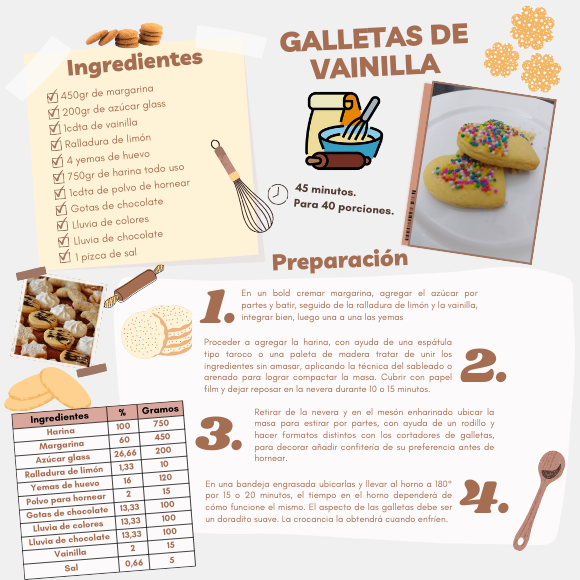 GALLETAS DE
VAINILLA
Ingredientes
450gr de margarina
200gr de azúcar glass
1cdta de vainilla
Ralladura de limón
4 yemas de huevo
750gr de harina todo uso
1cdta de polvo de hornear
Gotas de chocolate
Lluvia de colores
Lluvia de chocolate
1 pizca de sal
45 minutos.
Para 40 porciones.
Preparación
1.
En un bold cremar margarina, agregar el azúcar por
partes y batir, seguido de la ralladura de limón y la vainilla,
integrar bien, luego una a una las yemas
2.
Proceder a agregar la harina, con ayuda de una espátula
tipo taroco o una paleta de madera tratar de unir los
ingredientes sin amasar, aplicando la técnica del sableado o
arenado para lograr compactar la masa. Cubrir con papel
film y dejar reposar en la nevera durante 10 o 15 minutos.
3.
Retirar de la nevera y en el mesón enharinado ubicar la
masa para estirar por partes, con ayuda de un rodillo y
hacer formatos distintos con los cortadores de galletas,
para decorar añadir confitería de su preferencia antes de
hornear.
4.
En una bandeja engrasada ubicarlas y llevar al horno a 180°
por 15 o 20 minutos, el tiempo en el horno dependerá de
cómo funcione el mismo. El aspecto de las galletas debe ser
un doradito suave. La crocancia la obtendrá cuando enfríen.
Ingredientes % Gramos
Harina 100 750
Margarina 60 450
Azúcar glass 26,66 200
Ralladura de limón 1,33 10
Yemas de huevo 16 120
Polvo para hornear 2 15
Gotas de chocolate 13,33 100
Lluvia de colores 13,33 100
Lluvia de chocolate 13,33 100
Vainilla 2 15
Sal 0,66 5